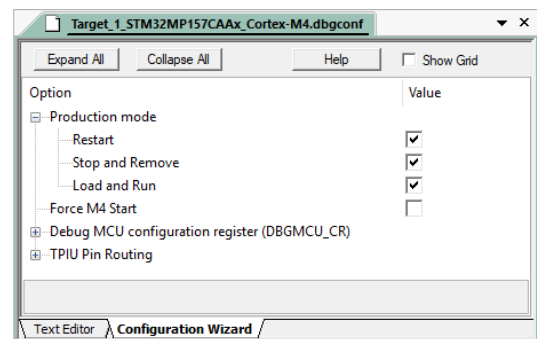 Target_1_STM32MP157CAAx_Cortex-M4.dbgconf
Expand All Collapse All Help Show Grid
Option Value
Production mode
Restart
Stop and Remove
Load and Run
Force M4 Start
Debug MCU configuration register (DBGMCU_CR)
TPIU Pin Routing
Text Editor Configuration Wizard